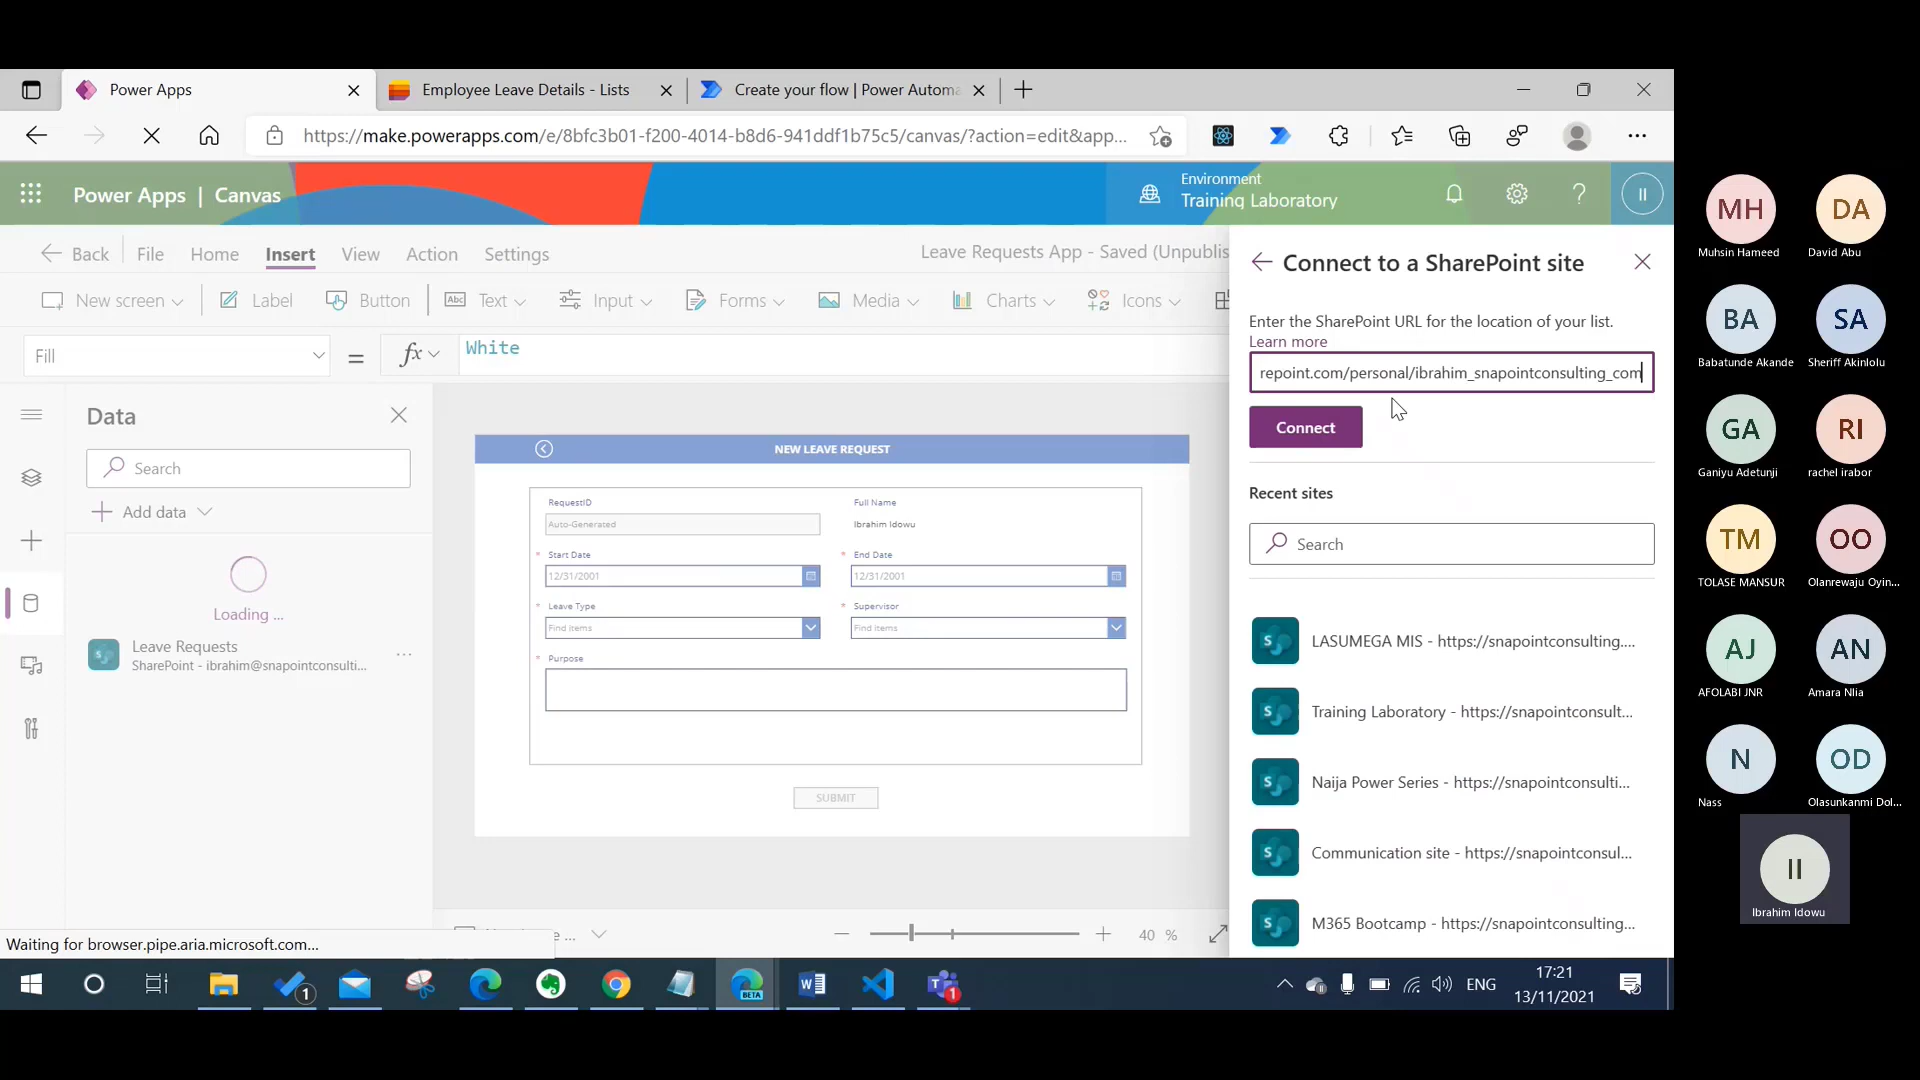 Power Apps
Employee Leave Details - Lists
Create your flow | Power Automa
https://make.powerapps.com/e/8bfc3b01-f200-4014-b8d6-941ddf1b75c5/canvas/?action=edit&app...
Power Apps | Canvas
Environment
Training Laboratory
II
Back
File
Home
Insert
View
Action
Settings
Leave Requests App - Saved (Unpublis
New screen
Label
Button
Abc
Text
Input
Forms
Media
Charts
Icons
Fill
=
fx
White
Data
Search
Add data
Loading ...
Leave Requests
SharePoint - ibrahim@snapointconsulti...
NEW LEAVE REQUEST
RequestID
Full Name
Auto-Generated
Ibrahim Idowu
* Start Date
* End Date
12/31/2001
12/31/2001
* Leave Type
* Supervisor
Find items
Find items
* Purpose
SUBMIT
40 %
Waiting for browser.pipe.aria.microsoft.com...
Connect to a SharePoint site
Enter the SharePoint URL for the location of your list.
Learn more
repoint.com/personal/ibrahim_snapointconsulting_com
Connect
Recent sites
Search
LASUMEGA MIS - https://snapointconsulting....
Training Laboratory - https://snapointconsult...
Naija Power Series - https://snapointconsulti...
Communication site - https://snapointconsul...
M365 Bootcamp - https://snapointconsulting...
1
BETA
1
ENG
17:21
13/11/2021
MH
Muhsin Hameed
DA
David Abu
BA
Babatunde Akande
SA
Sheriff Akinlolu
GA
Ganiyu Adetunji
RI
rachel irabor
TM
TOLASE MANSUR
OO
Olanrewaju Oyin...
AJ
AFOLABI JNR
AN
Amara Nlia
N
Nass
OD
Olasunkanmi Dol...
II
Ibrahim Idowu